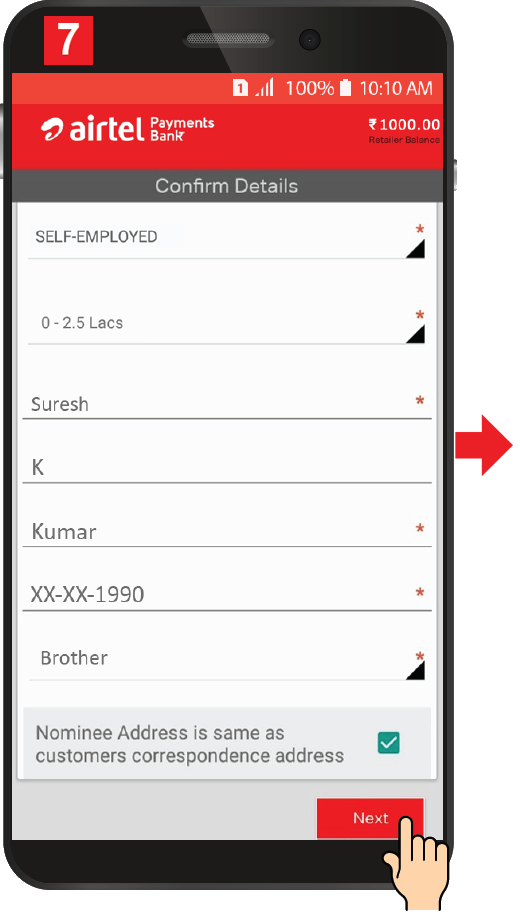 7
1 100% 10:10 AM
airtel Payments Bank
₹1000.00
Retailer Balance
Confirm Details
SELF-EMPLOYED *
0 - 2.5 Lacs *
Suresh *
K
Kumar *
XX-XX-1990 *
Brother *
Nominee Address is same as
customers correspondence address
Next